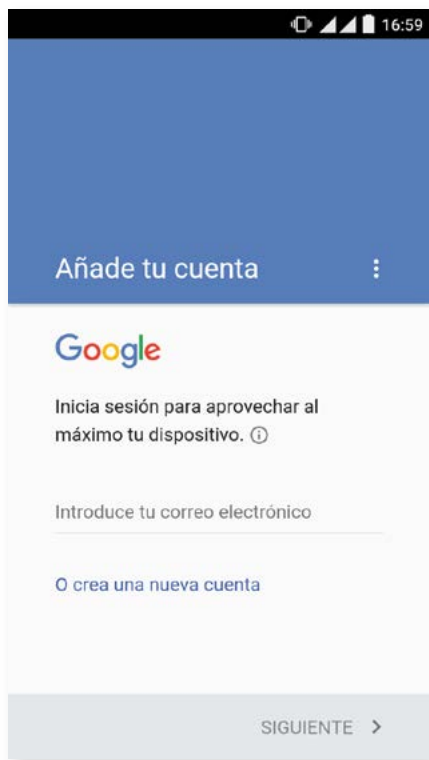 16:59
Añade tu cuenta
Google
Inicia sesión para aprovechar al
máximo tu dispositivo.
Introduce tu correo electrónico
O crea una nueva cuenta
SIGUIENTE